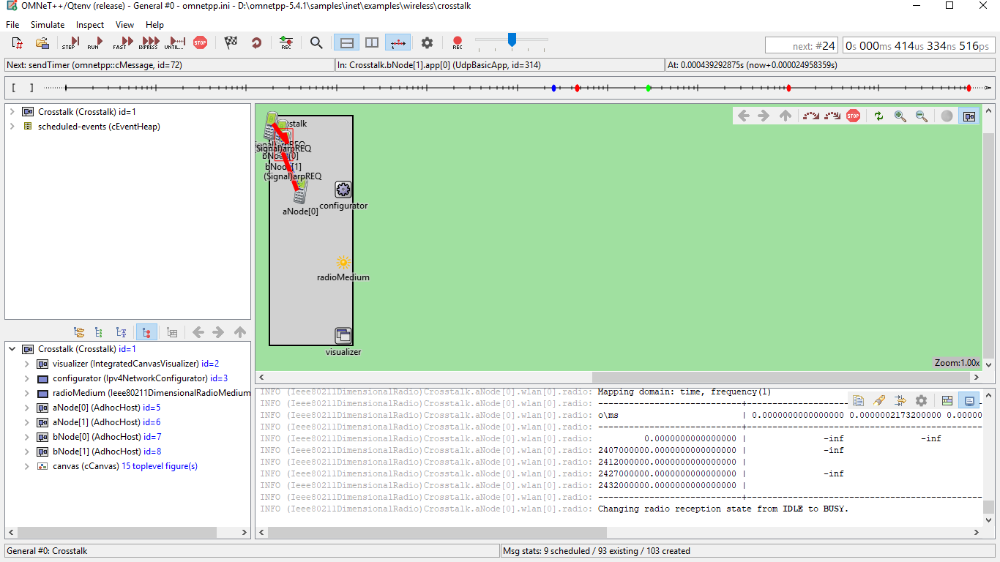 OMNeT++/Qtenv (release) - General #0 - omnetpp.ini - D:\omnetpp-5.4.1\samples\inet\examples\wireless\crosstalk
File Simulate Inspect View Help
STEP RUN FAST EXPRESS UNTIL... STOP REC REC
next: #24 0s 000ms 414us 334ns 516ps
Next: sendTimer (omnetpp::cMessage, id=72) In: Crosstalk.bNode[1].app[0] (UdpBasicApp, id=314) At: 0.000439292875s (now+0.000024958359s)
[ ]
Crosstalk (Crosstalk) id=1
scheduled-events (cEventHeap)
STOP
stalk
(Signal)arpREQ
bNode[0]
bNode[1]
(Signal)arpREQ
aNode[0]
configurator
radioMedium
visualizer
Zoom:1.00x
Crosstalk (Crosstalk) id=1
visualizer (IntegratedCanvasVisualizer) id=2
configurator (Ipv4NetworkConfigurator) id=3
radioMedium (Ieee80211DimensionalRadioMedium
aNode[0] (AdhocHost) id=5
aNode[1] (AdhocHost) id=6
bNode[0] (AdhocHost) id=7
bNode[1] (AdhocHost) id=8
canvas (cCanvas) 15 toplevel figure(s)
INFO (Ieee80211DimensionalRadio)Crosstalk.aNode[0].wlan[0].radio: Mapping domain: time, frequency(1)
INFO (Ieee80211DimensionalRadio)Crosstalk.aNode[0].wlan[0].radio: --------------------------+--------------------------
INFO (Ieee80211DimensionalRadio)Crosstalk.aNode[0].wlan[0].radio: o\ms | 0.0000000000000000 0.0000002173200000 0.00000
INFO (Ieee80211DimensionalRadio)Crosstalk.aNode[0].wlan[0].radio: --------------------------+--------------------------
INFO (Ieee80211DimensionalRadio)Crosstalk.aNode[0].wlan[0].radio: 0.0000000000000000 | -inf -inf
INFO (Ieee80211DimensionalRadio)Crosstalk.aNode[0].wlan[0].radio: 2407000000.0000000000000000 | -inf
INFO (Ieee80211DimensionalRadio)Crosstalk.aNode[0].wlan[0].radio: 2412000000.0000000000000000 |
INFO (Ieee80211DimensionalRadio)Crosstalk.aNode[0].wlan[0].radio: 2427000000.0000000000000000 | -inf
INFO (Ieee80211DimensionalRadio)Crosstalk.aNode[0].wlan[0].radio: 2432000000.0000000000000000 |
INFO (Ieee80211DimensionalRadio)Crosstalk.aNode[0].wlan[0].radio: --------------------------+--------------------------
INFO (Ieee80211DimensionalRadio)Crosstalk.aNode[0].wlan[0].radio: Changing radio reception state from IDLE to BUSY.
General #0: Crosstalk Msg stats: 9 scheduled / 93 existing / 103 created